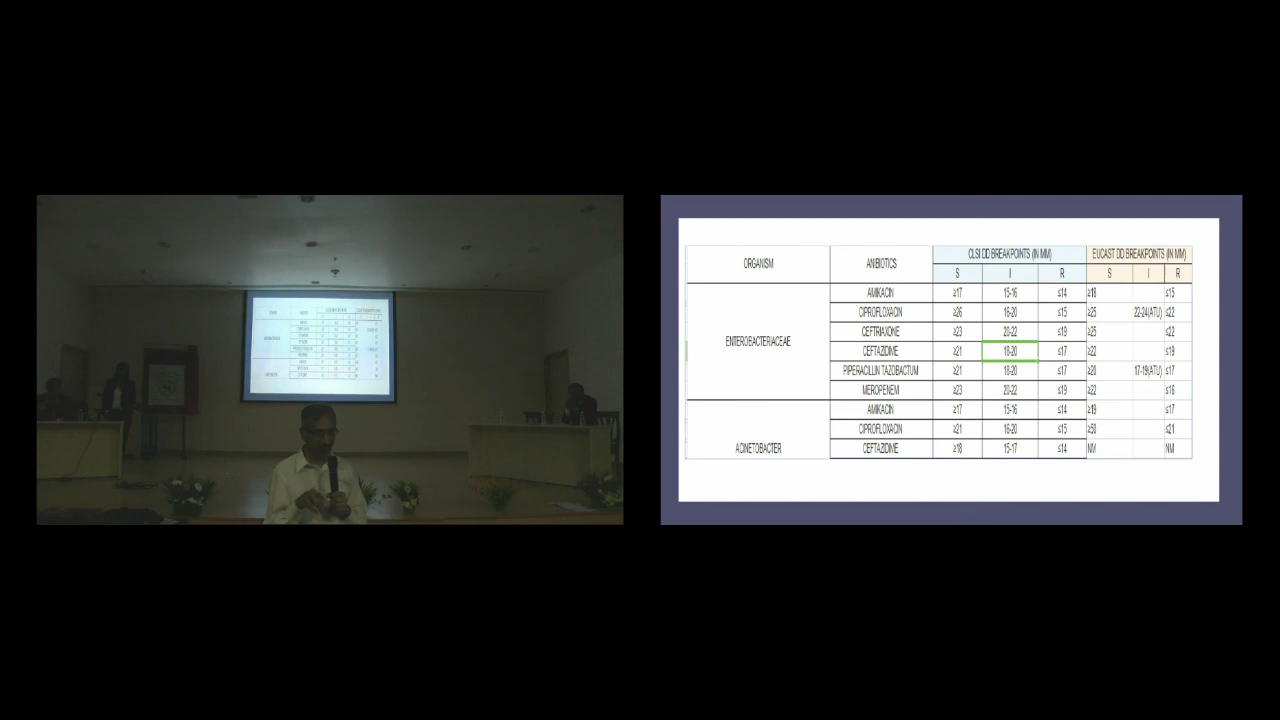 ORGANISM ANIBIOTICS CLSI DD BREAKPOINTS (IN MM) EUCAST DD BREAKPOINTS (IN MM)
S I R S I R
ENTEROBACTERIACEAE
AMIKACIN ≥17 15-16 ≤14 ≥18 ≤15
CIPROFLOXACIN ≥26 16-20 ≤15 ≥25 22-24(ATU) ≤22
CEFTRIAXONE ≥23 20-22 ≤19 ≥25 ≤22
CEFTAZIDIME ≥21 18-20 ≤17 ≥22 ≤19
PIPERACILLIN TAZOBACTUM ≥21 18-20 ≤17 ≥20 17-19(ATU) ≤17
MEROPENEM ≥23 20-22 ≤19 ≥22 ≤16
ACINETOBACTER
AMIKACIN ≥17 15-16 ≤14 ≥19 ≤17
CIPROFLOXACIN ≥21 16-20 ≤15 ≥50 ≤21
CEFTAZIDIME ≥18 15-17 ≤14 NM NM